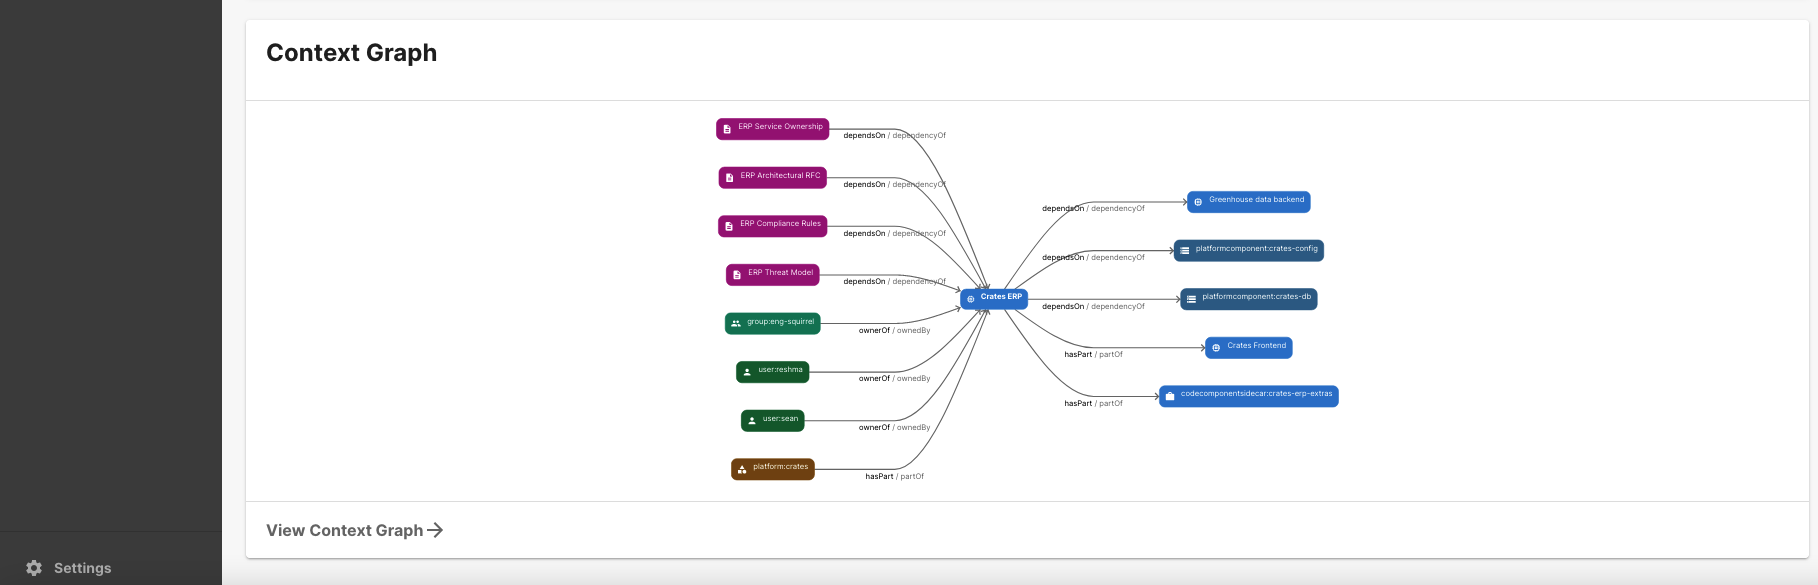 Context Graph
ERP Service Ownership
dependsOn / dependencyOf
ERP Architectural RFC
dependsOn / dependencyOf
ERP Compliance Rules
dependsOn / dependencyOf
ERP Threat Model
dependsOn / dependencyOf
group:eng-squirrel
ownerOf / ownedBy
user:reshma
ownerOf / ownedBy
user:sean
ownerOf / ownedBy
platform:crates
hasPart / partOf
Crates ERP
dependsOn / dependencyOf
Greenhouse data backend
dependsOn / dependencyOf
platformcomponent:crates-config
dependsOn / dependencyOf
platformcomponent:crates-db
hasPart / partOf
Crates Frontend
hasPart / partOf
codecomponentsidecar:crates-erp-extras
View Context Graph
Settings